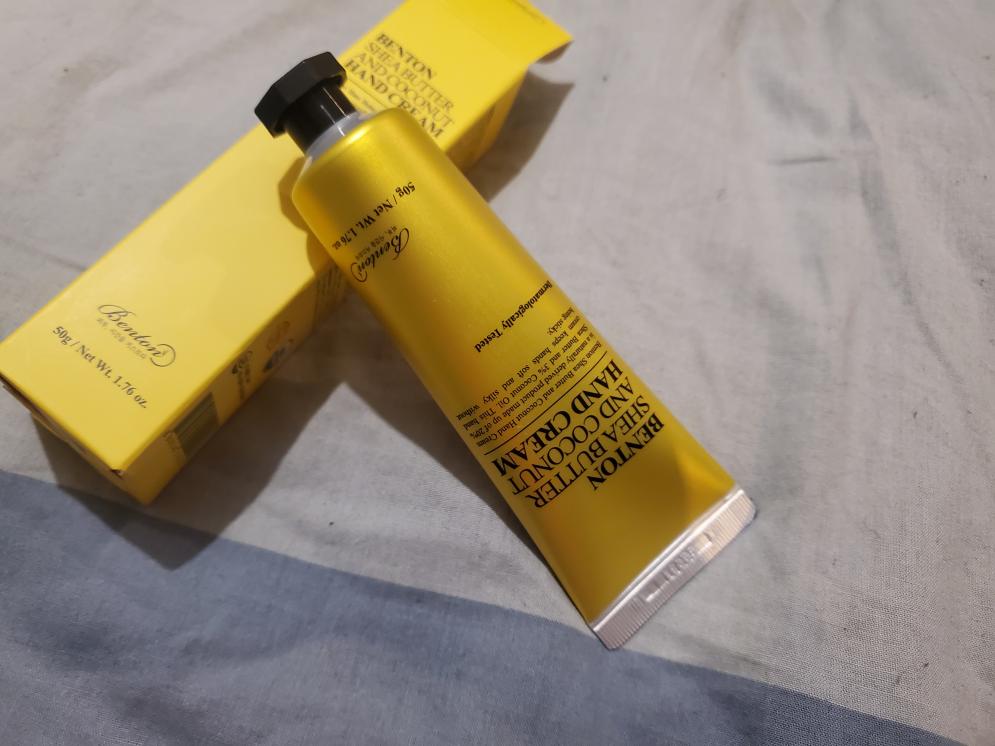 BENTON
SHEA BUTTER
AND COCONUT
HAND CREAM
Benton
50g / Net Wt. 1.76 oz.
BENTON
SHEA BUTTER
AND COCONUT
HAND CREAM
Benton Shea Butter and Coconut Hand Cream
is a naturally derived product made up of 20%
Shea Butter and 3% Coconut Oil. This hand
cream keeps hands soft and silky without
being sticky.
Dermatologically Tested
Benton
50g / Net Wt. 1.76 oz.